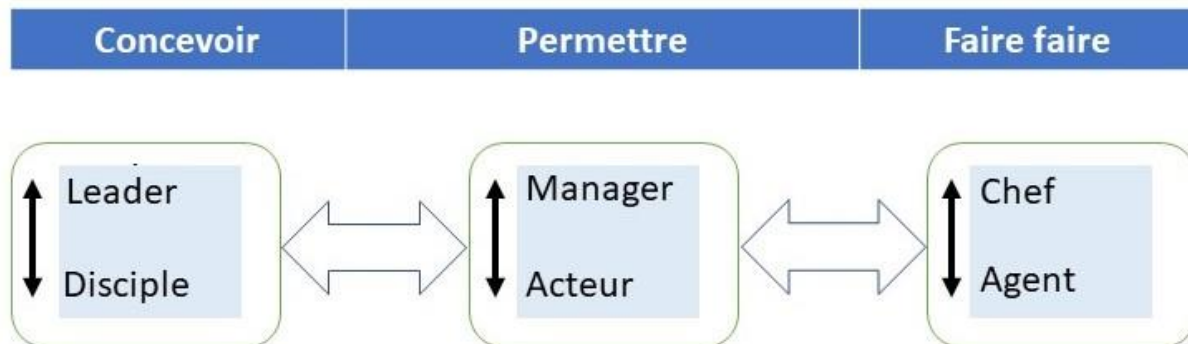 Concevoir Permettre Faire faire
Leader Manager Chef
Disciple Acteur Agent